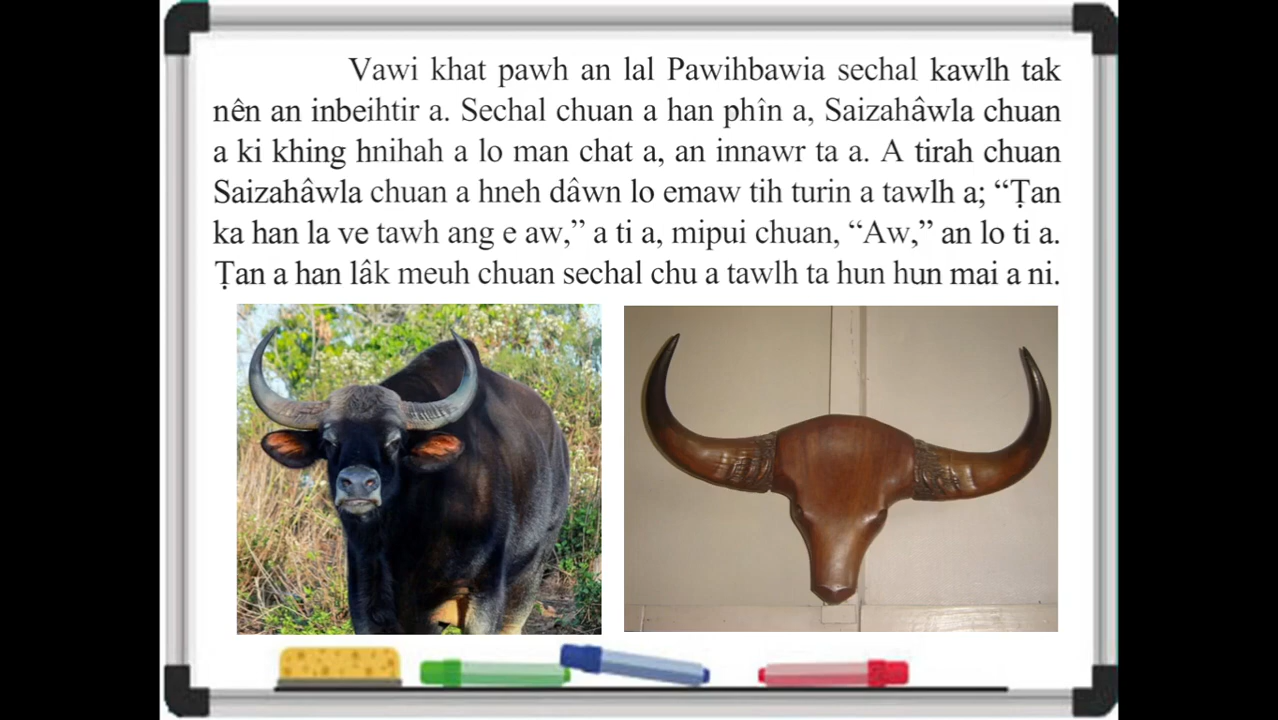 Vawi khat pawh an lal Pawihbawia sechal kawlh tak
nên an inbeihtir a. Sechal chuan a han phîn a, Saizahâwla chuan
a ki khing hnihah a lo man chat a, an innawr ta a. A tirah chuan
Saizahâwla chuan a hneh dâwn lo emaw tih turin a tawlh a; “Ṭan
ka han la ve tawh ang e aw,” a ti a, mipui chuan, “Aw,” an lo ti a.
Ṭan a han lâk meuh chuan sechal chu a tawlh ta hun hun mai a ni.